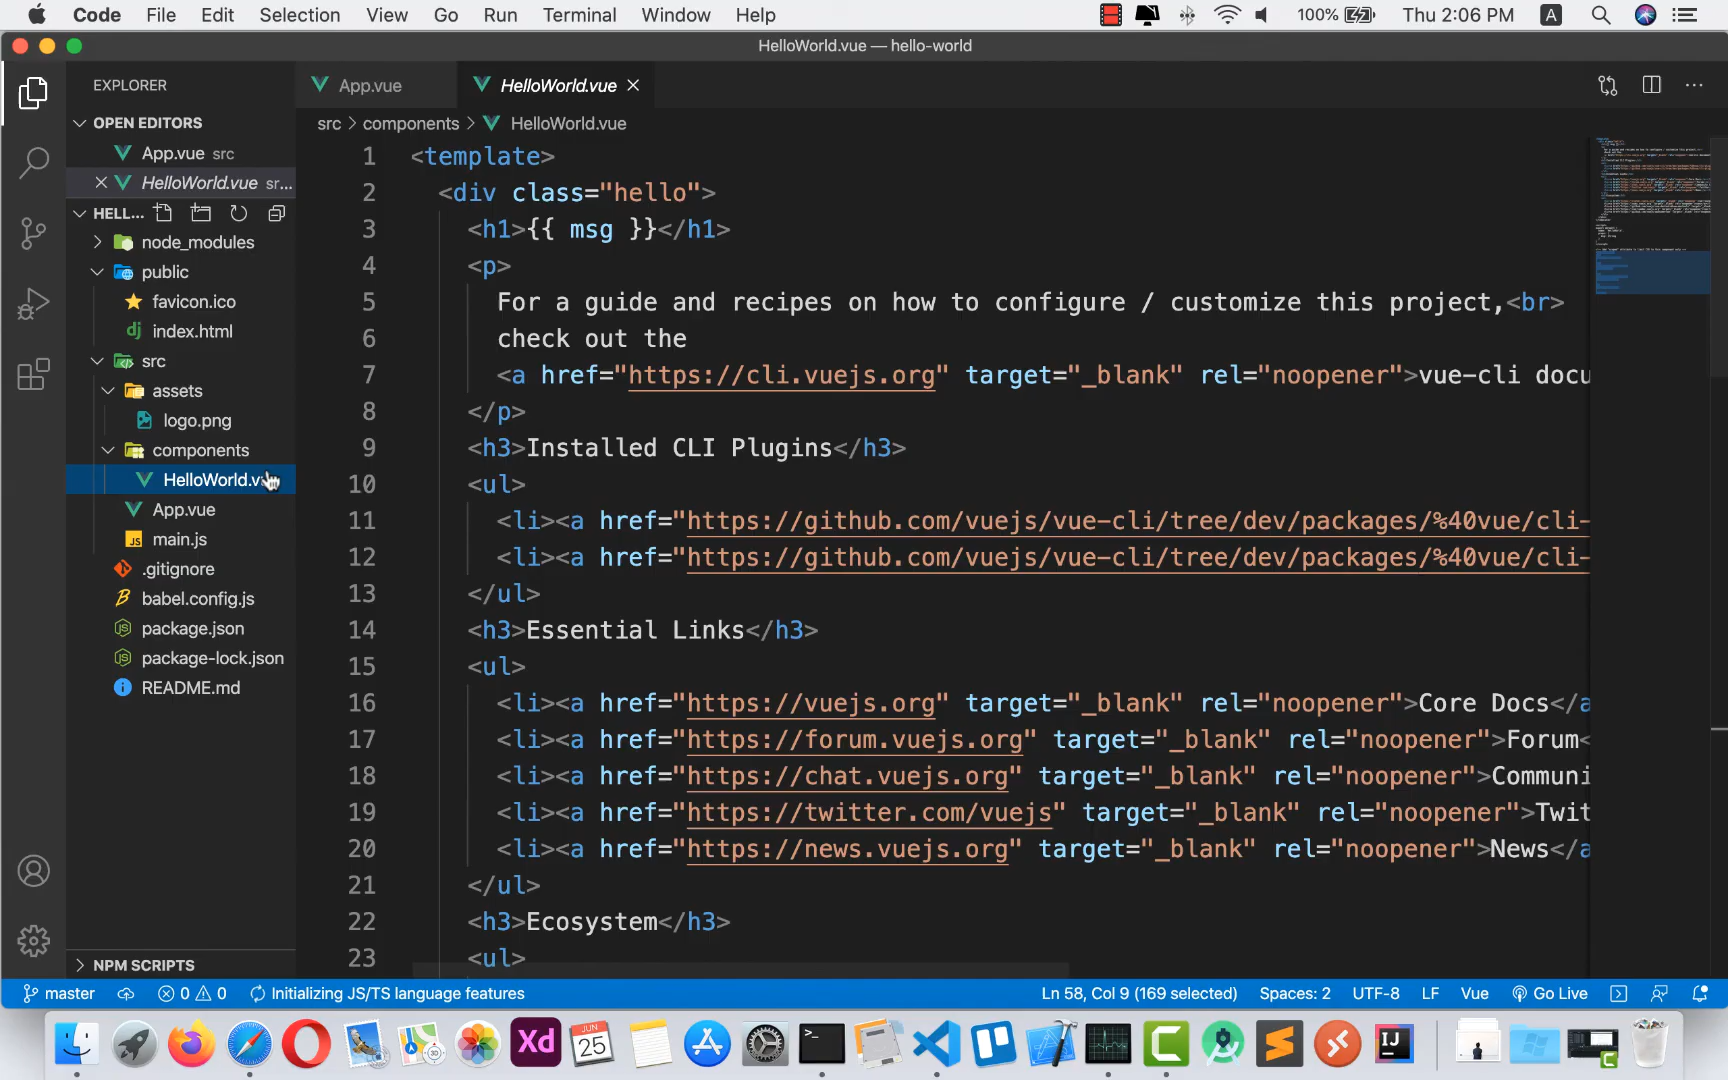 Code File Edit Selection View Go Run Terminal Window Help 100% Thu 2:06 PM A
HelloWorld.vue — hello-world
EXPLORER
OPEN EDITORS
App.vue src
HelloWorld.vue sr...
HELL...
node_modules
public
favicon.ico
index.html
src
assets
logo.png
components
HelloWorld.v
App.vue
main.js
.gitignore
babel.config.js
package.json
package-lock.json
README.md
NPM SCRIPTS
App.vue HelloWorld.vue
src > components > HelloWorld.vue
1 <template>
2 <div class="hello">
3 <h1>{{ msg }}</h1>
4 <p>
5 For a guide and recipes on how to configure / customize this project,<br>
6 check out the
7 <a href="https://cli.vuejs.org" target="_blank" rel="noopener">vue-cli docu
8 </p>
9 <h3>Installed CLI Plugins</h3>
10 <ul>
11 <li><a href="https://github.com/vuejs/vue-cli/tree/dev/packages/%40vue/cli-
12 <li><a href="https://github.com/vuejs/vue-cli/tree/dev/packages/%40vue/cli-
13 </ul>
14 <h3>Essential Links</h3>
15 <ul>
16 <li><a href="https://vuejs.org" target="_blank" rel="noopener">Core Docs</a
17 <li><a href="https://forum.vuejs.org" target="_blank" rel="noopener">Forum<
18 <li><a href="https://chat.vuejs.org" target="_blank" rel="noopener">Communi
19 <li><a href="https://twitter.com/vuejs" target="_blank" rel="noopener">Twit
20 <li><a href="https://news.vuejs.org" target="_blank" rel="noopener">News</a
21 </ul>
22 <h3>Ecosystem</h3>
23 <ul>
master 0 0 Initializing JS/TS language features Ln 58, Col 9 (169 selected) Spaces: 2 UTF-8 LF Vue Go Live
Xd JUN 25 IJ